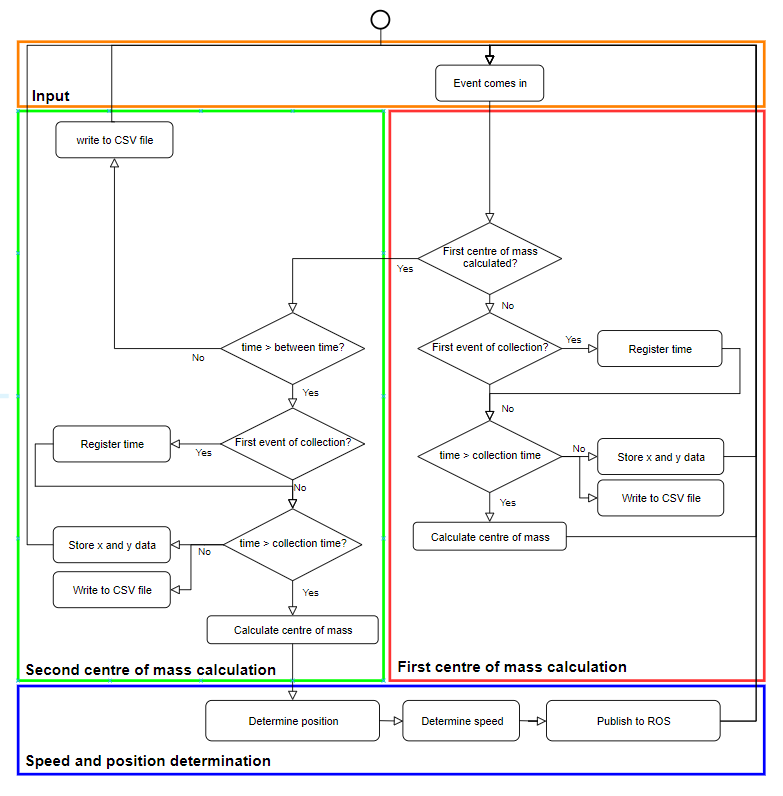 Event comes in
Input
write to CSV file
First centre of mass
calculated?
Yes
No
time > between time?
No
Yes
First event of collection?
Yes
Register time
No
Register time
Yes
First event of collection?
No
time > collection time
No
Store x and y data
Write to CSV file
Yes
Calculate centre of mass
Store x and y data
No
time > collection time?
Write to CSV file
Yes
Calculate centre of mass
Second centre of mass calculation
First centre of mass calculation
Determine position
Determine speed
Publish to ROS
Speed and position determination